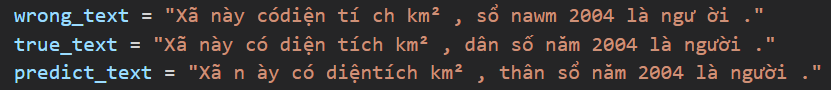 wrong_text = "Xã này códiện tí ch km² , sổ nawm 2004 là ngư ời ."
true_text = "Xã này có diện tích km² , dân số năm 2004 là người ."
predict_text = "Xã n ày có diệntích km² , thân sổ năm 2004 là người ."